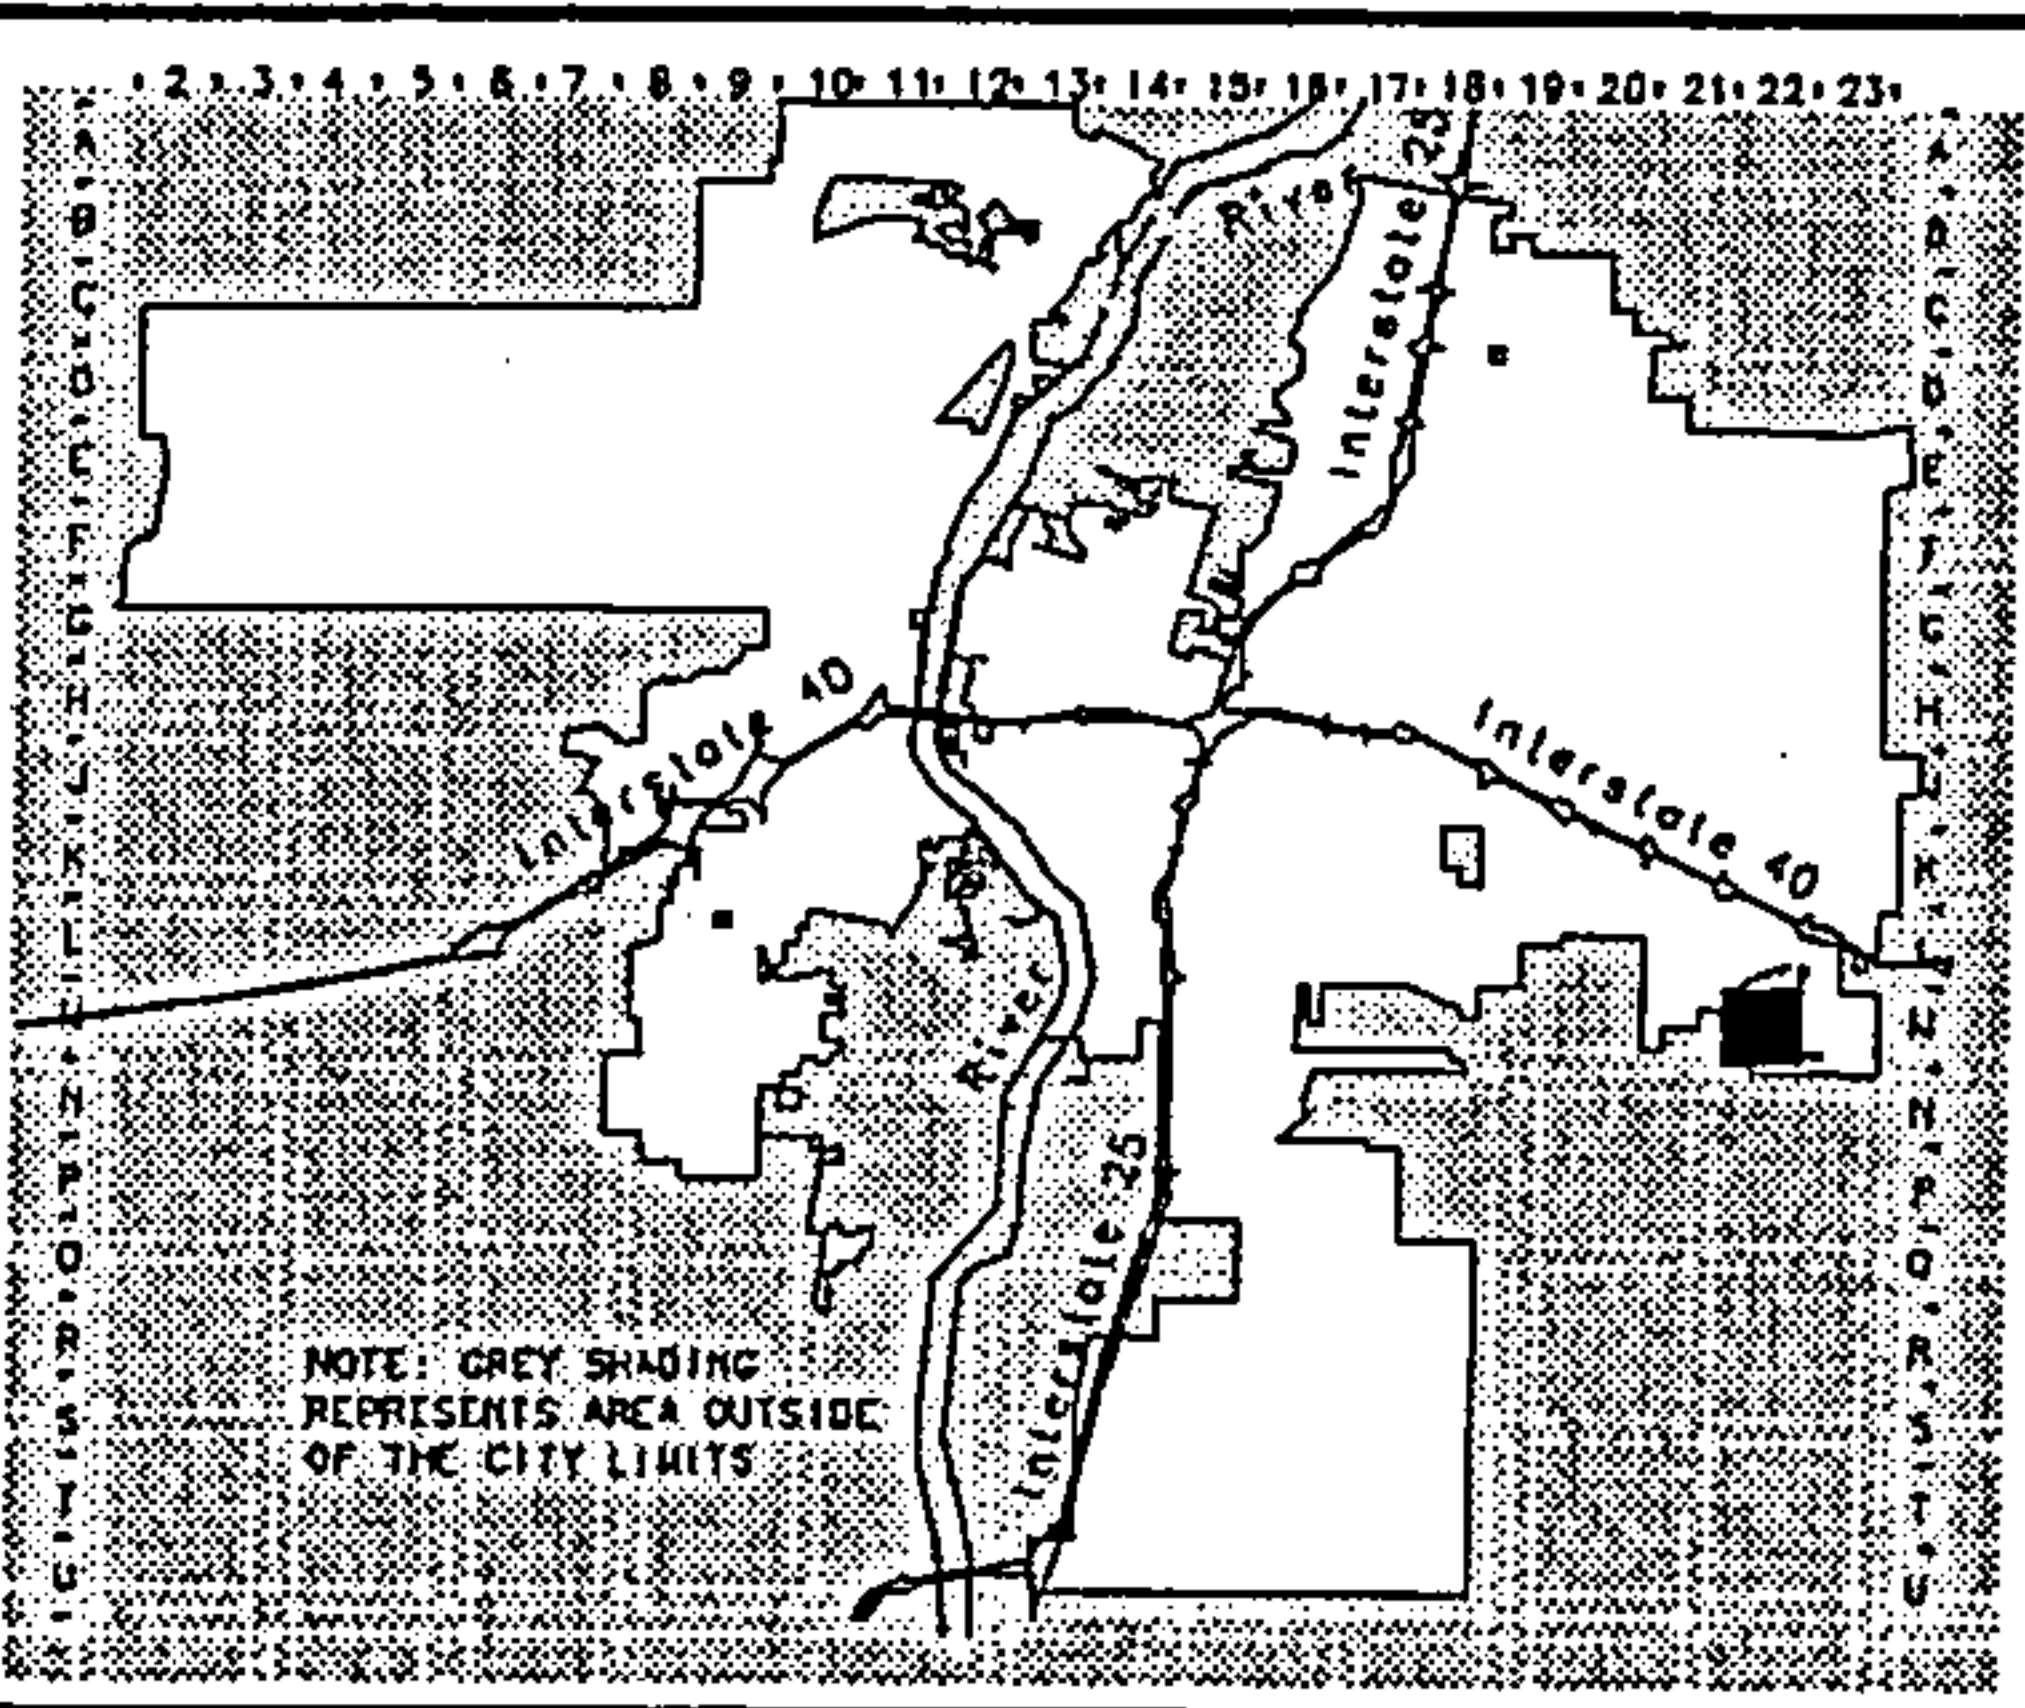 2 3 4 5 6 7 8 9 10 11 12 13 14 15 16 17 18 19 20 21 22 23
A B C D E F G H J K L M N P Q R S T U
A B C D E F G H J K L M N P Q R S T U
River
Interstate 25
Interstate 40
Interstate 40
River
Interstate 25
NOTE: GREY SHADING
REPRESENTS AREA OUTSIDE
OF THE CITY LIMITS